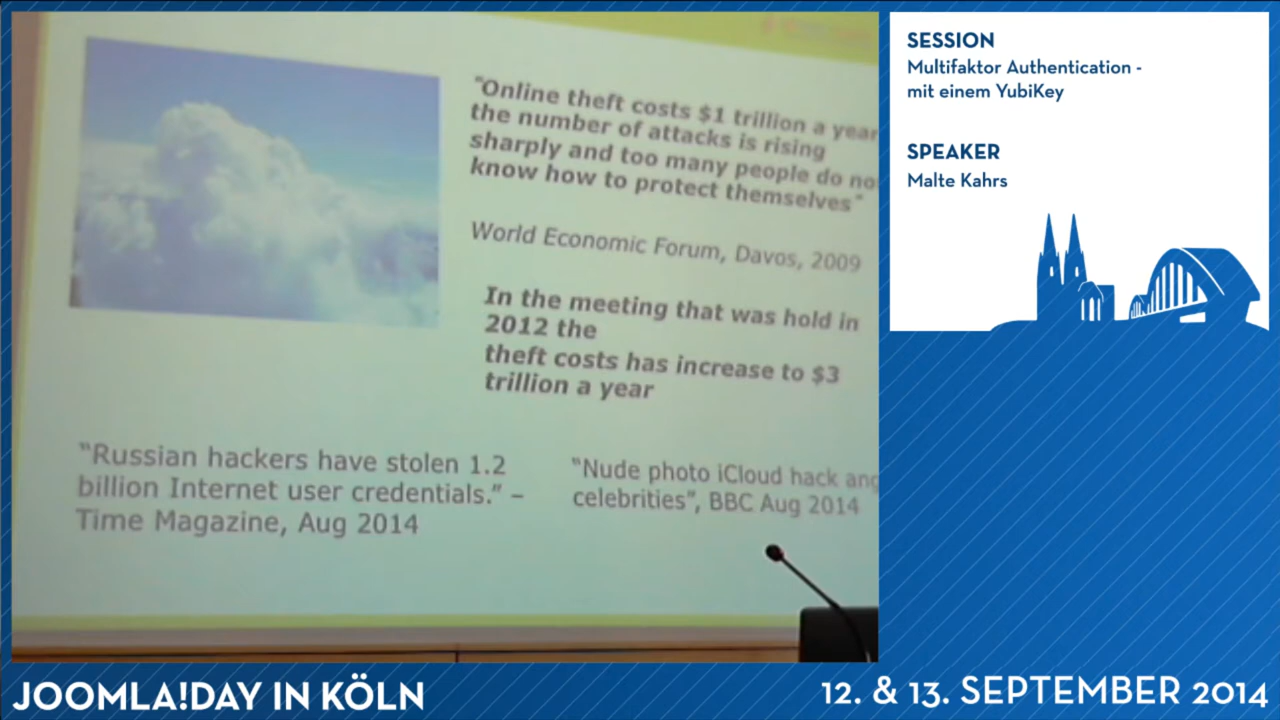 "Online theft costs $1 trillion a year
the number of attacks is rising
sharply and too many people do
know how to protect themselves"
World Economic Forum, Davos, 2009
In the meeting that was hold in
2012 the
theft costs has increase to $3
trillion a year
"Russian hackers have stolen 1.2
billion Internet user credentials." –
Time Magazine, Aug 2014
"Nude photo iCloud hack
celebrities", BBC Aug 2014
SESSION
Multifaktor Authentication -
mit einem YubiKey
SPEAKER
Malte Kahrs
JOOMLA!DAY IN KÖLN
12. & 13. SEPTEMBER 2014